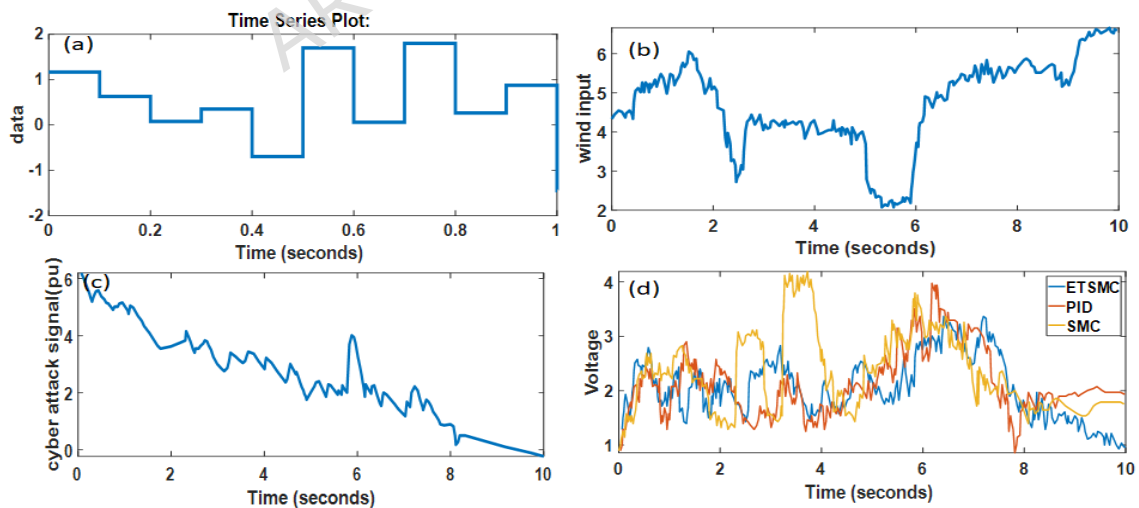 Time Series Plot:
(a)
data
2
1
0
-1
-2
0 0.2 0.4 0.6 0.8 1
Time (seconds)
(b)
wind input
6
5
4
3
2
0 2 4 6 8 10
Time (seconds)
(c)
cyber attack signal(pu)
6
4
2
0
0 2 4 6 8 10
Time (seconds)
(d)
Voltage
4
3
2
1
0 2 4 6 8 10
Time (seconds)
ETSMC
PID
SMC